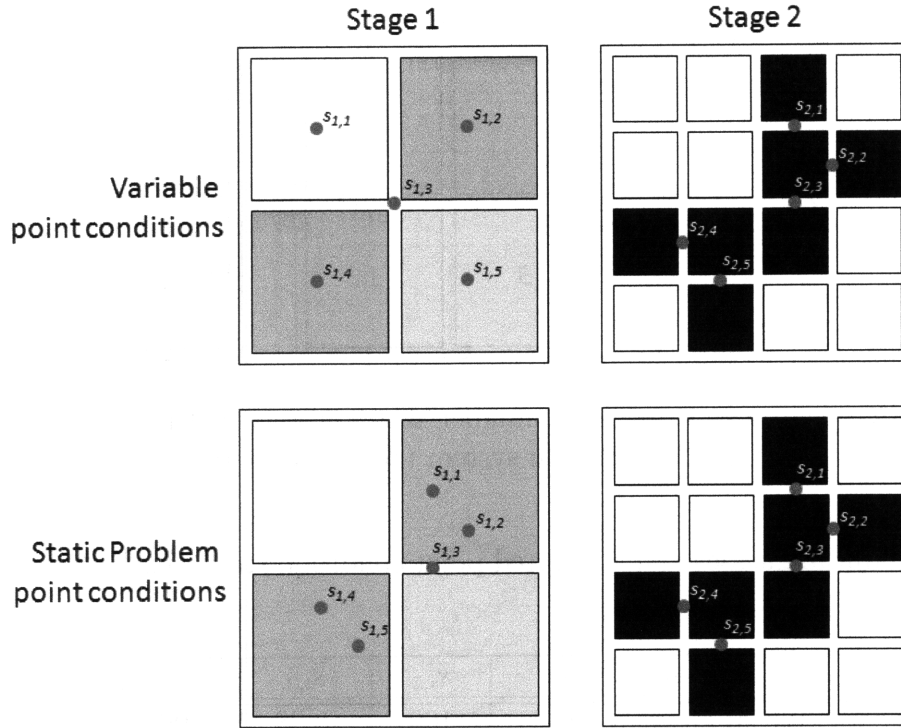 Stage 1
Stage 2
Variable
point conditions
s1,1
s1,2
s1,3
s1,4
s1,5
s2,1
s2,2
s2,3
s2,4
s2,5
Static Problem
point conditions
s1,1
s1,2
s1,3
s1,4
s1,5
s2,1
s2,2
s2,3
s2,4
s2,5